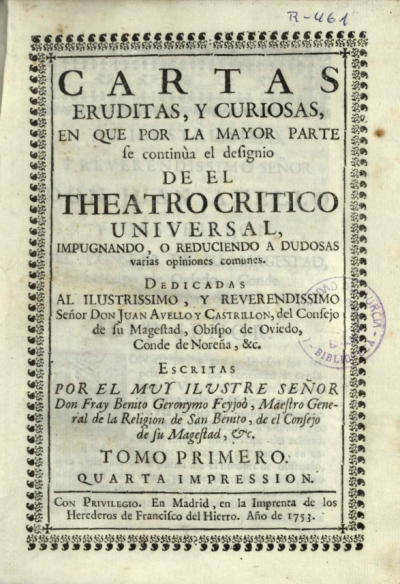 R-461
CARTAS
ERUDITAS, Y CURIOSAS,
EN QUE POR LA MAYOR PARTE
se continùa el designio
DE EL
THEATRO CRITICO
UNIVERSAL,
IMPUGNANDO, O REDUCIENDO A DUDOSAS
varias opiniones comunes.
DEDICADAS
AL ILUSTRISSIMO, Y REVERENDISSIMO
Señor DON JUAN AVELLO Y CASTRILLON, del Consejo
de su Magestad, Obispo de Oviedo,
Conde de Noreña, &c.
ESCRITAS
POR EL MUY ILUSTRE SEÑOR
Don Fray Benito Geronymo Feyjoò, Maestro Gene-
ral de la Religion de San Benito, de el Consejo
de su Magestad, &c.
TOMO PRIMERO.
QUARTA IMPRESSION.
CON PRIVILEGIO. En Madrid, en la Imprenta de los
Herederos de Francisco del Hierro. Año de 1753.